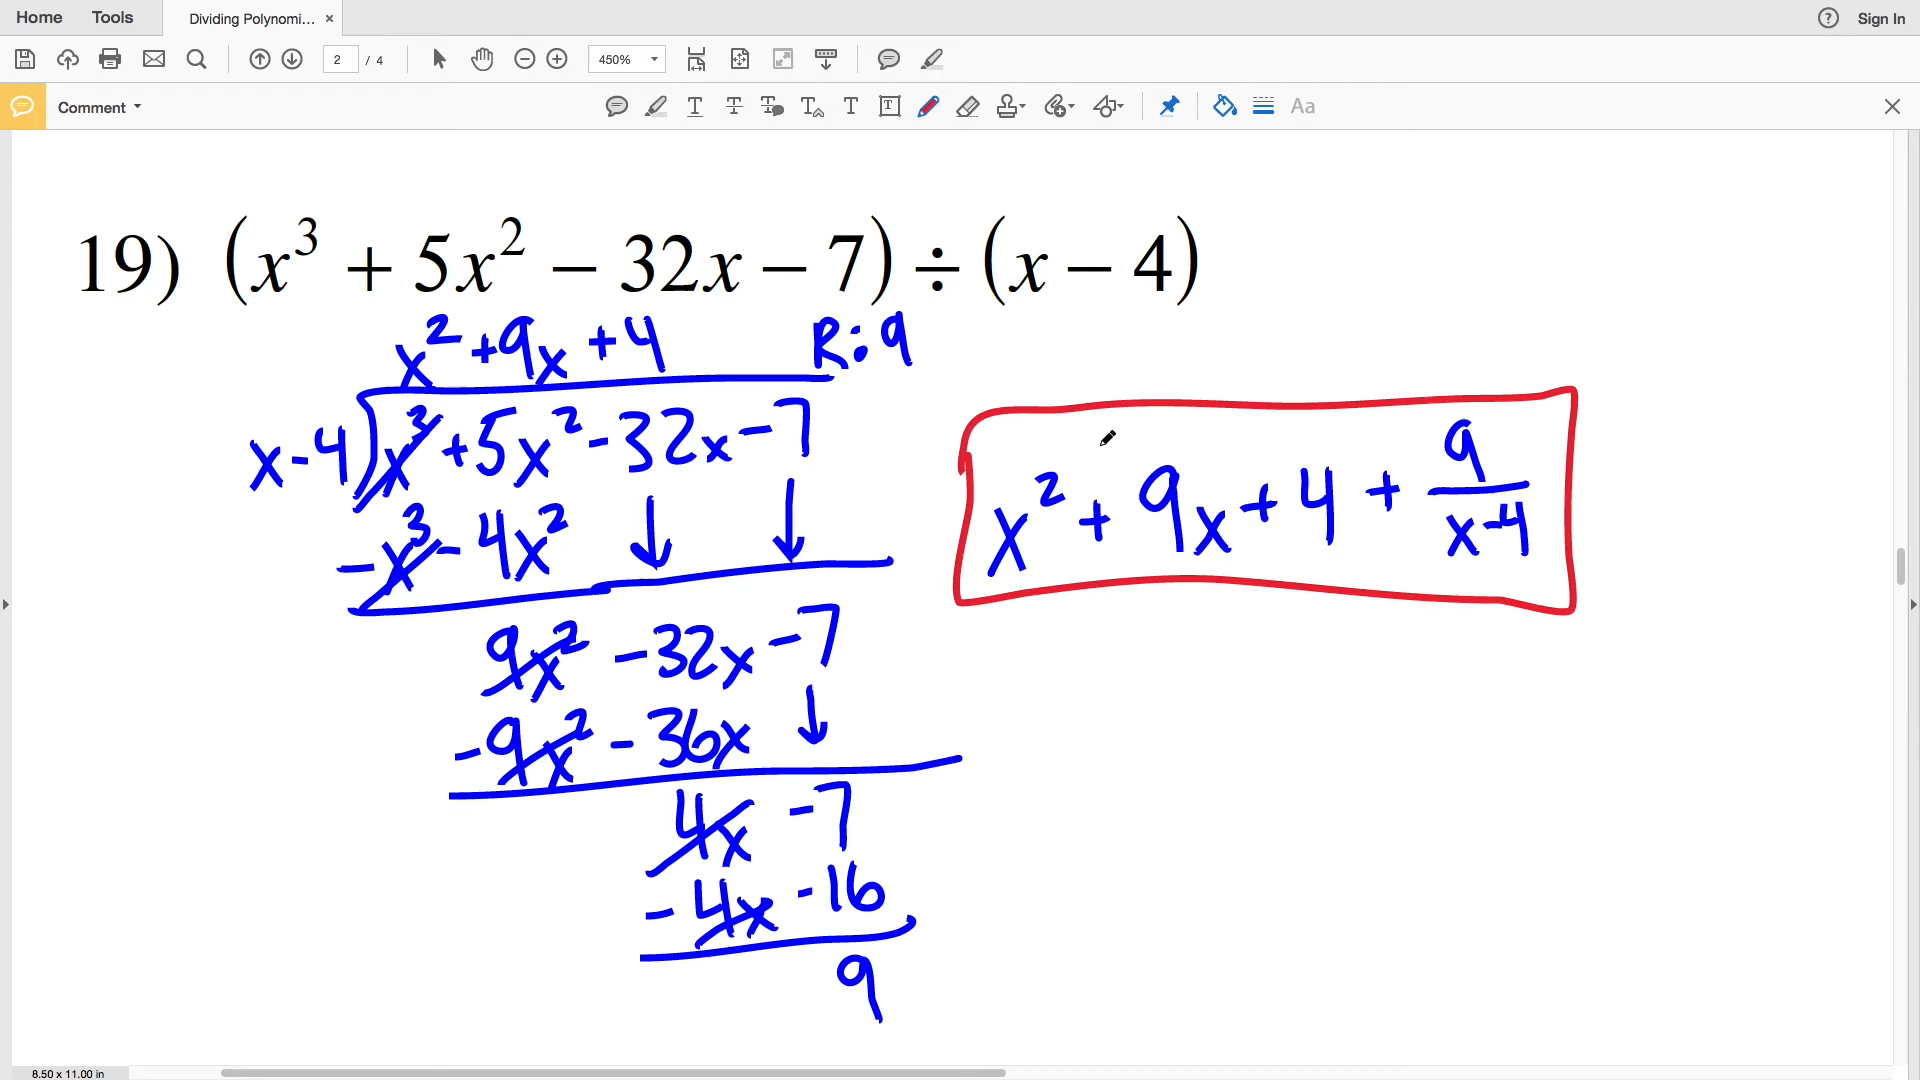 Home Tools Dividing Polynomi... × ? Sign In
2 / 4 450%
Comment T T T T T T Aa
19) (x³ + 5x² − 32x − 7) ÷ (x − 4)
x² + 9x + 4 R: 9
x-4 x³ + 5x² - 32x - 7
- x³ - 4x²
9x² - 32x - 7
- 9x² - 36x
4x - 7
- 4x - 16
9
x² + 9x + 4 + 9/(x-4)
8.50 x 11.00 in